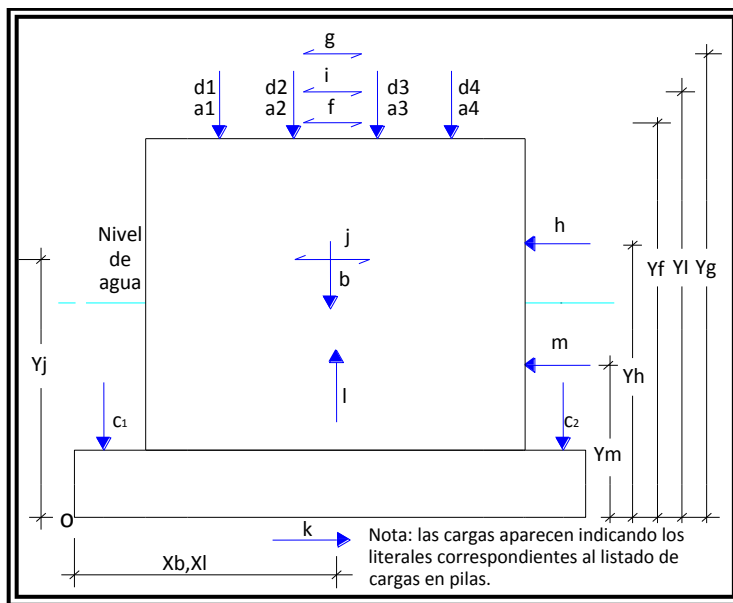 g
i
f
d1
a1
d2
a2
d3
a3
d4
a4
Nivel
de
agua
h
j
b
m
l
c1
c2
Yj
Yf
Yl
Yg
Yh
Ym
O
k
Xb,Xl
Nota: las cargas aparecen indicando los
literales correspondientes al listado de
cargas en pilas.